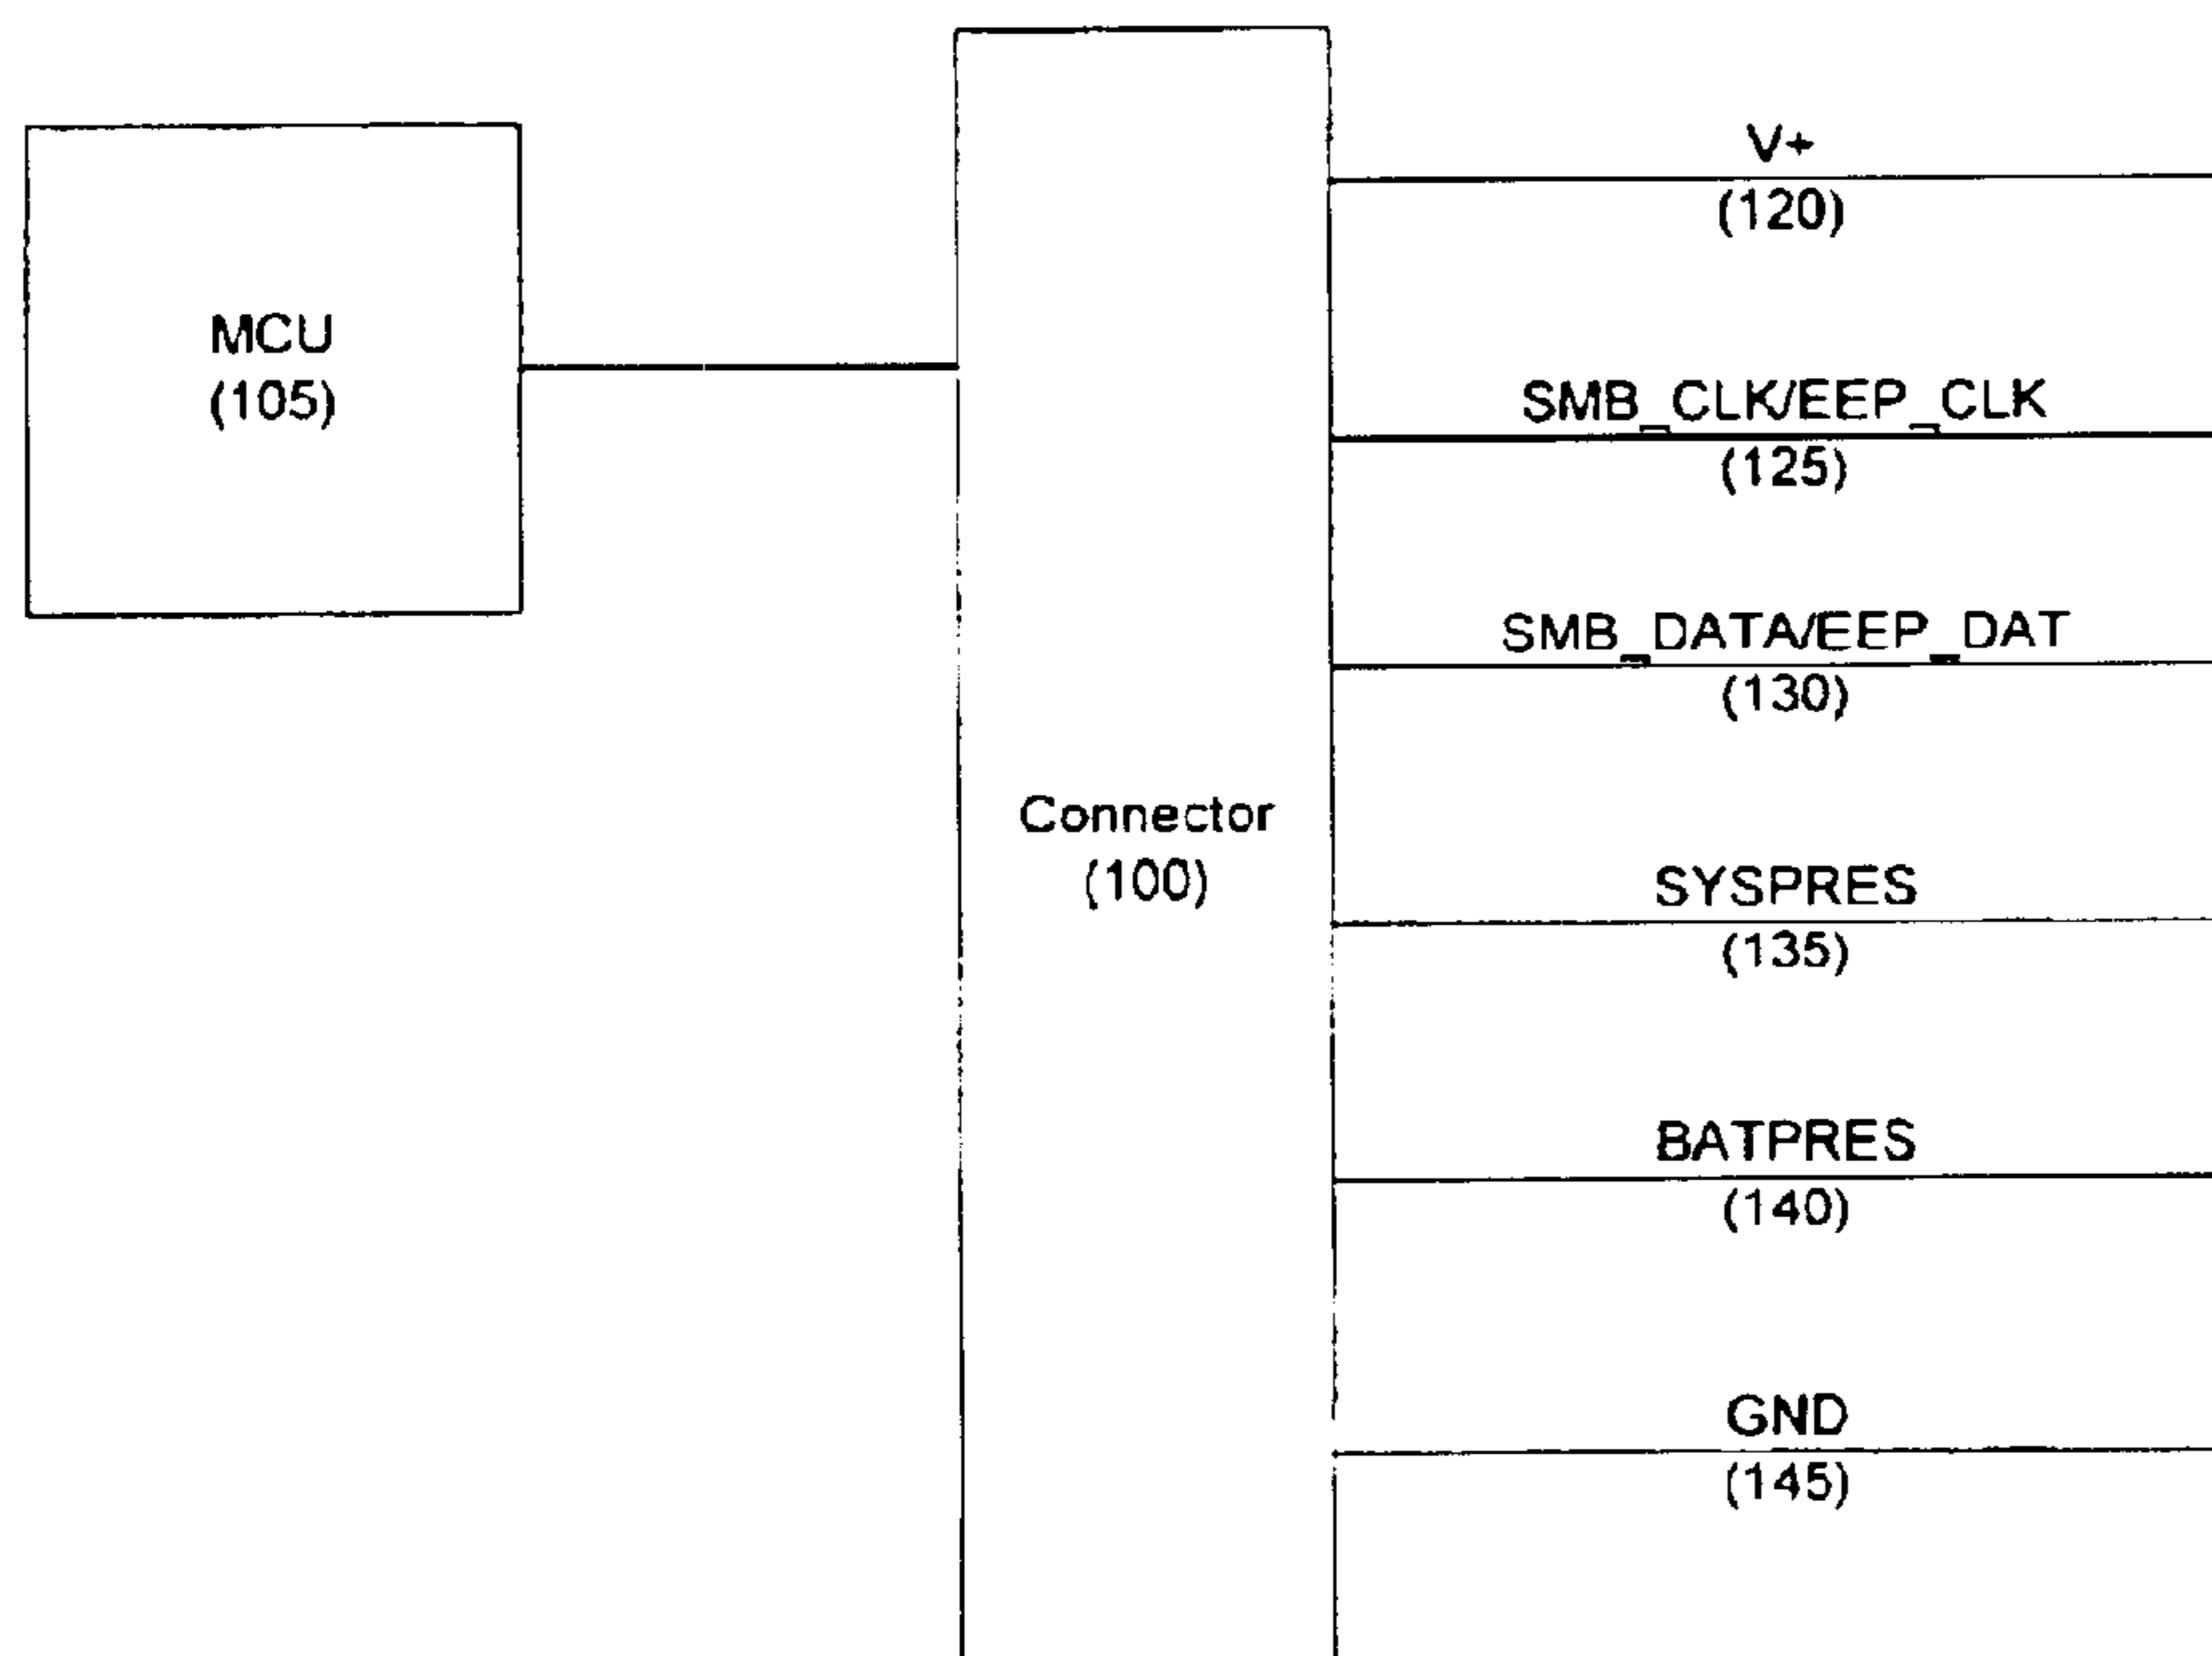 MCU
(105)
Connector
(100)
V+
(120)
SMB_CLK/EEP_CLK
(125)
SMB_DATA/EEP_DAT
(130)
SYSPRES
(135)
BATPRES
(140)
GND
(145)